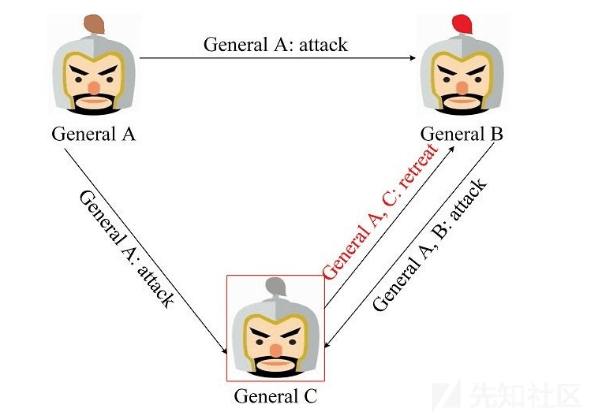 General A: attack
General A
General B
General A: attack
General A, C: retreat
General A, B: attack
General C
先知社区